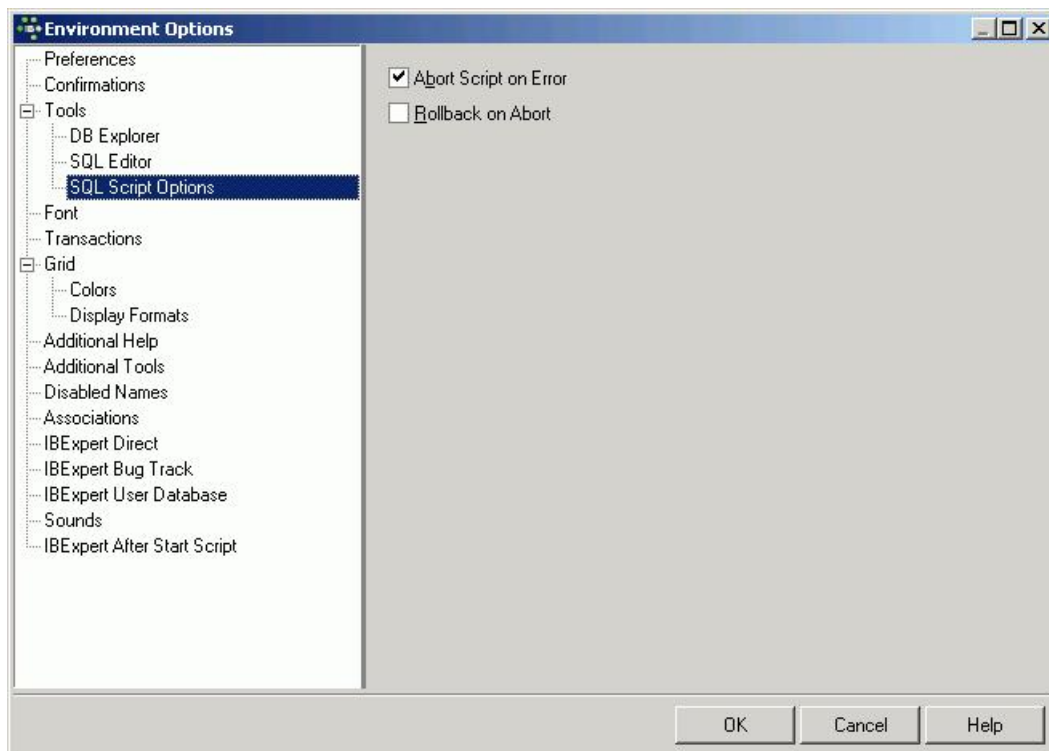 Environment Options
Preferences
Confirmations
Tools
DB Explorer
SQL Editor
SQL Script Options
Font
Transactions
Grid
Colors
Display Formats
Additional Help
Additional Tools
Disabled Names
Associations
IBExpert Direct
IBExpert Bug Track
IBExpert User Database
Sounds
IBExpert After Start Script
Abort Script on Error
Rollback on Abort
OK Cancel Help